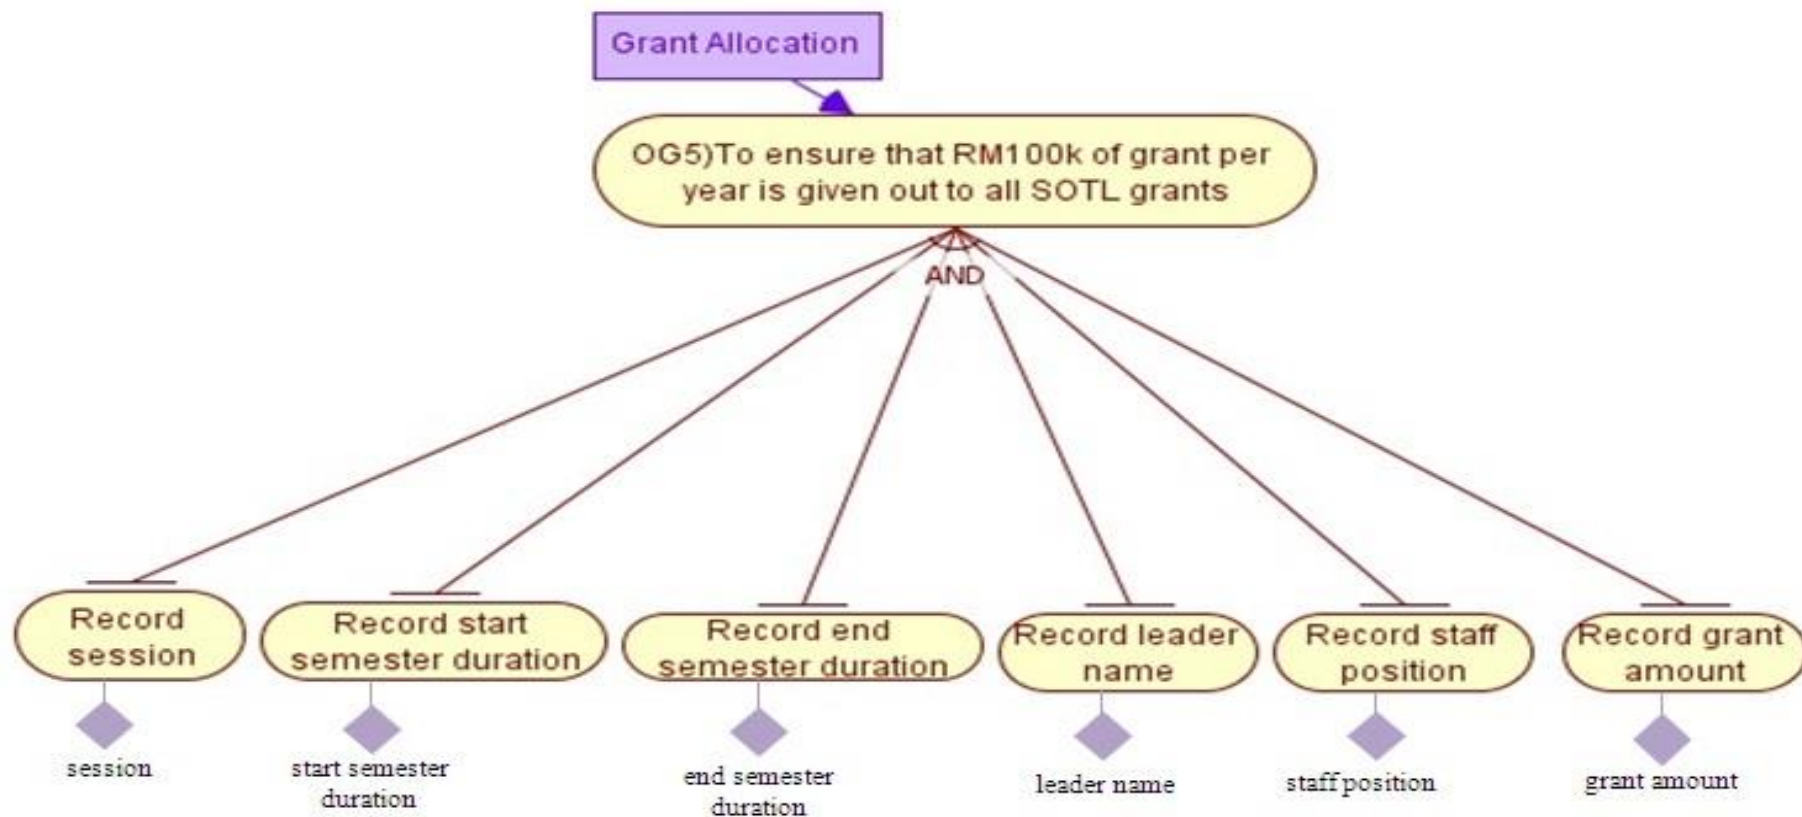 Grant Allocation
OG5)To ensure that RM100k of grant per
year is given out to all SOTL grants
AND
Record
session
Record start
semester duration
Record end
semester duration
Record leader
name
Record staff
position
Record grant
amount
session
start semester
duration
end semester
duration
leader name
staff position
grant amount